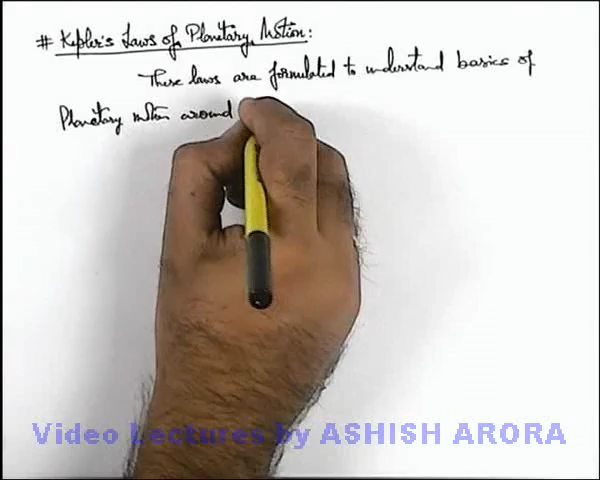 # Kepler's Laws of Planetary Motion:
These laws are formulated to understand basics of
Planetary motion around
Video Lectures by ASHISH ARORA